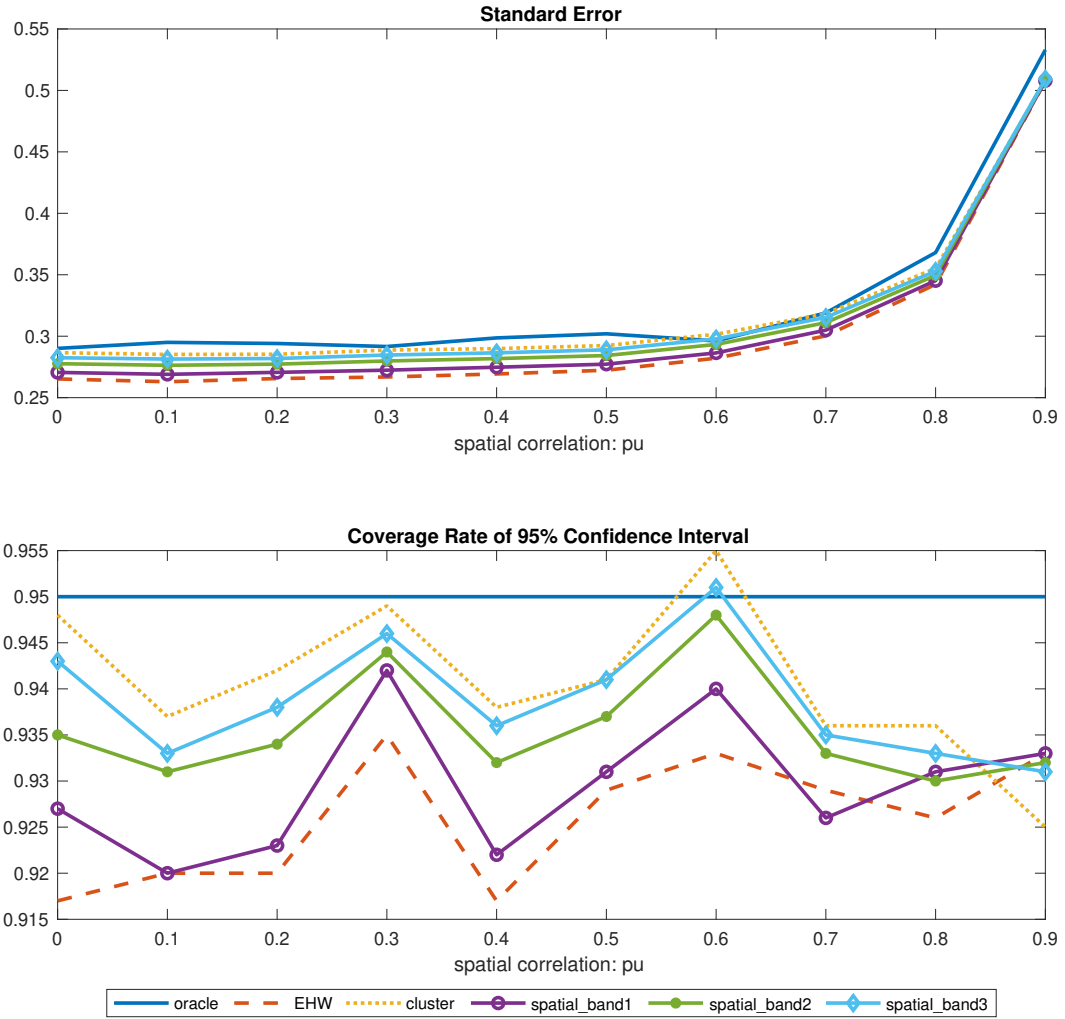 Standard Error
0.55
0.5
0.45
0.4
0.35
0.3
0.25
0 0.1 0.2 0.3 0.4 0.5 0.6 0.7 0.8 0.9
spatial correlation: pu
Coverage Rate of 95% Confidence Interval
0.955
0.95
0.945
0.94
0.935
0.93
0.925
0.92
0.915
0 0.1 0.2 0.3 0.4 0.5 0.6 0.7 0.8 0.9
spatial correlation: pu
oracle EHW cluster spatial_band1 spatial_band2 spatial_band3